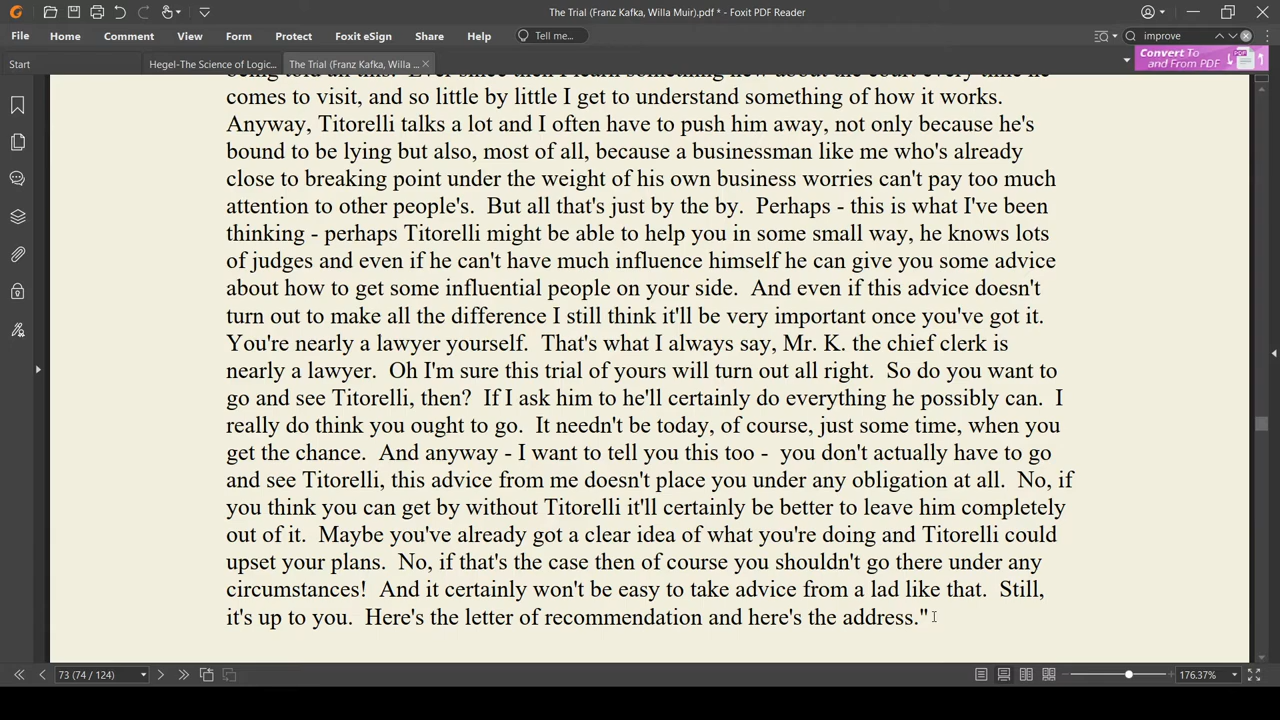 The Trial (Franz Kafka, Willa Muir).pdf * - Foxit PDF Reader
File Home Comment View Form Protect Foxit eSign Share Help Tell me... improve
Start Hegel-The Science of Logic... The Trial (Franz Kafka, Willa ... Convert To
and From PDF
being told all this. Ever since then I learn something new about the court every time he
comes to visit, and so little by little I get to understand something of how it works.
Anyway, Titorelli talks a lot and I often have to push him away, not only because he's
bound to be lying but also, most of all, because a businessman like me who's already
close to breaking point under the weight of his own business worries can't pay too much
attention to other people's.  But all that's just by the by.  Perhaps - this is what I've been
thinking - perhaps Titorelli might be able to help you in some small way, he knows lots
of judges and even if he can't have much influence himself he can give you some advice
about how to get some influential people on your side.  And even if this advice doesn't
turn out to make all the difference I still think it'll be very important once you've got it.
You're nearly a lawyer yourself.  That's what I always say, Mr. K. the chief clerk is
nearly a lawyer.  Oh I'm sure this trial of yours will turn out all right.  So do you want to
go and see Titorelli, then?  If I ask him to he'll certainly do everything he possibly can.  I
really do think you ought to go.  It needn't be today, of course, just some time, when you
get the chance.  And anyway - I want to tell you this too -  you don't actually have to go
and see Titorelli, this advice from me doesn't place you under any obligation at all.  No, if
you think you can get by without Titorelli it'll certainly be better to leave him completely
out of it.  Maybe you've already got a clear idea of what you're doing and Titorelli could
upset your plans.  No, if that's the case then of course you shouldn't go there under any
circumstances!  And it certainly won't be easy to take advice from a lad like that.  Still,
it's up to you.  Here's the letter of recommendation and here's the address."
73 (74 / 124) 176.37%